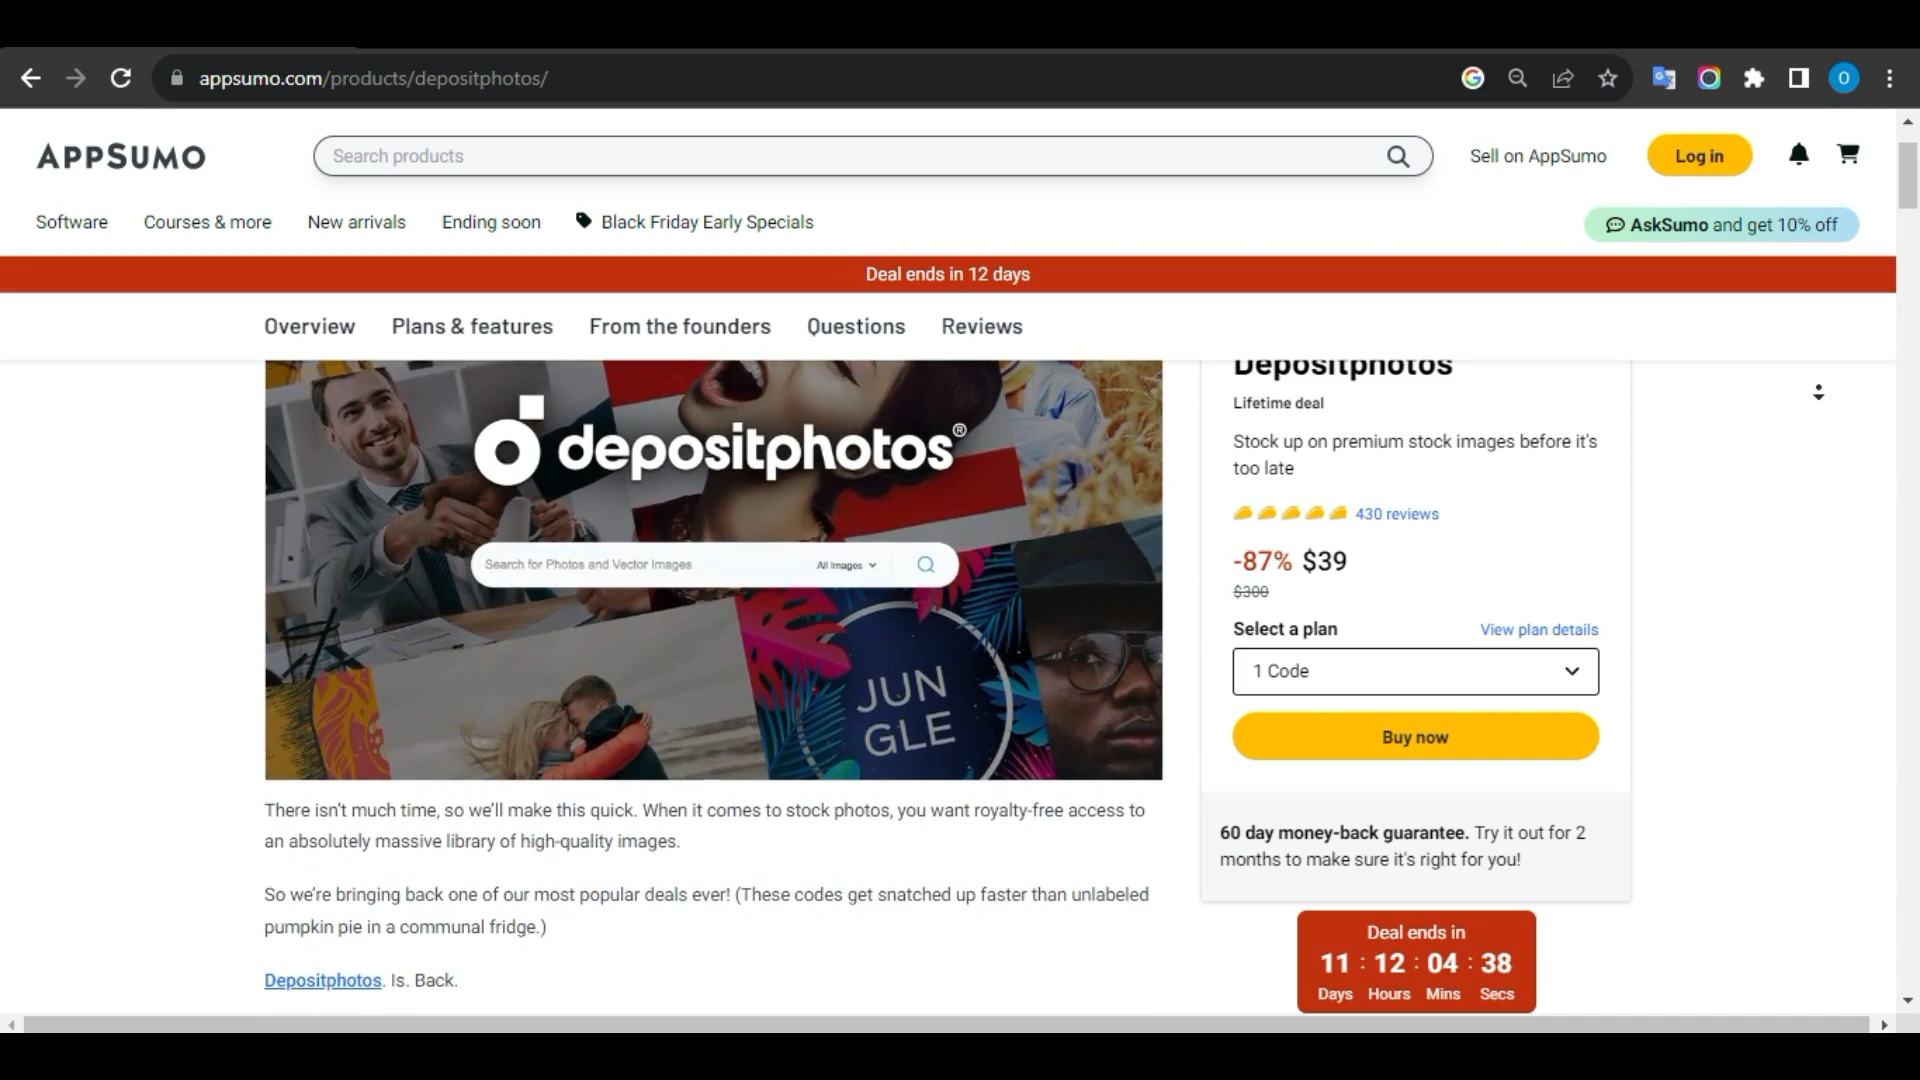 appsumo.com/products/depositphotos/
APPSUMO
Search products
Sell on AppSumo
Log in
Software
Courses & more
New arrivals
Ending soon
Black Friday Early Specials
AskSumo and get 10% off
Deal ends in 12 days
Overview
Plans & features
From the founders
Questions
Reviews
depositphotos®
Search for Photos and Vector Images
All Images
JUN
GLE
Depositphotos
Lifetime deal
Stock up on premium stock images before it's
too late
430 reviews
-87% $39
$300
Select a plan
View plan details
1 Code
Buy now
60 day money-back guarantee. Try it out for 2
months to make sure it's right for you!
Deal ends in
11 : 12 : 04 : 38
Days Hours Mins Secs
There isn't much time, so we'll make this quick. When it comes to stock photos, you want royalty-free access to
an absolutely massive library of high-quality images.
So we're bringing back one of our most popular deals ever! (These codes get snatched up faster than unlabeled
pumpkin pie in a communal fridge.)
Depositphotos. Is. Back.